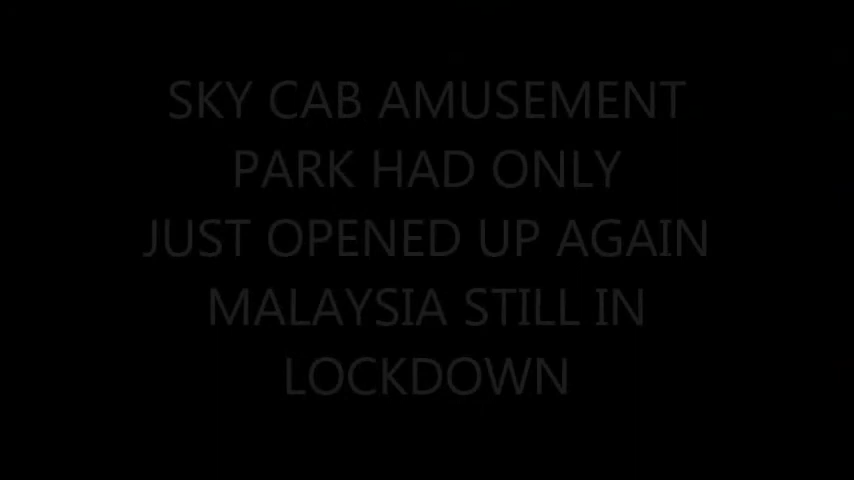 SKY CAB AMUSEMENT
PARK HAD ONLY
JUST OPENED UP AGAIN
MALAYSIA STILL IN
LOCKDOWN